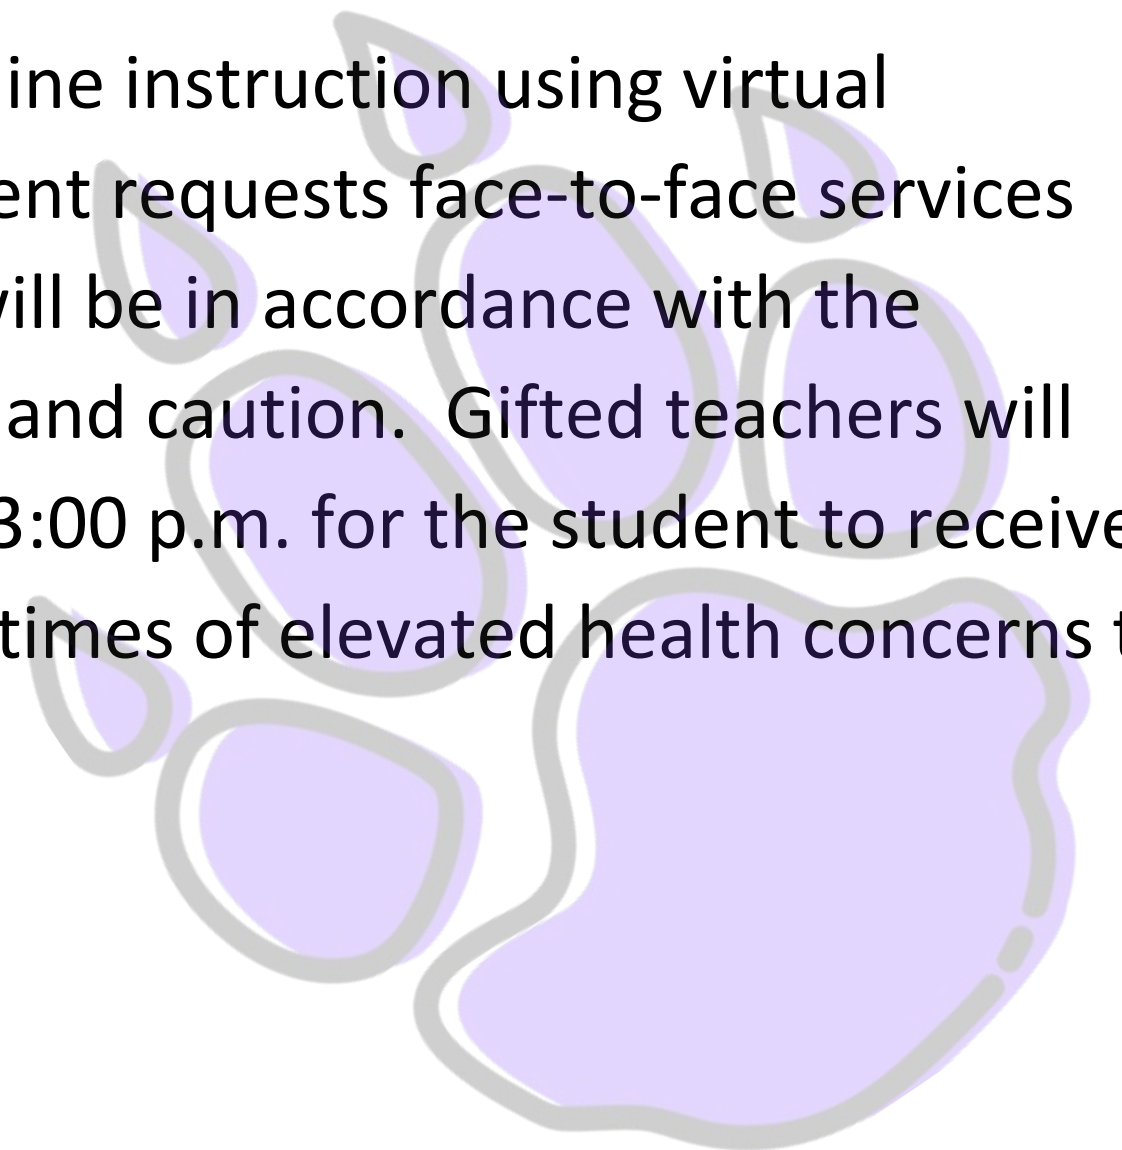 ine instruction using virtual
ent requests face-to-face services
will be in accordance with the
and caution.  Gifted teachers will
3:00 p.m. for the student to receive
times of elevated health concerns t